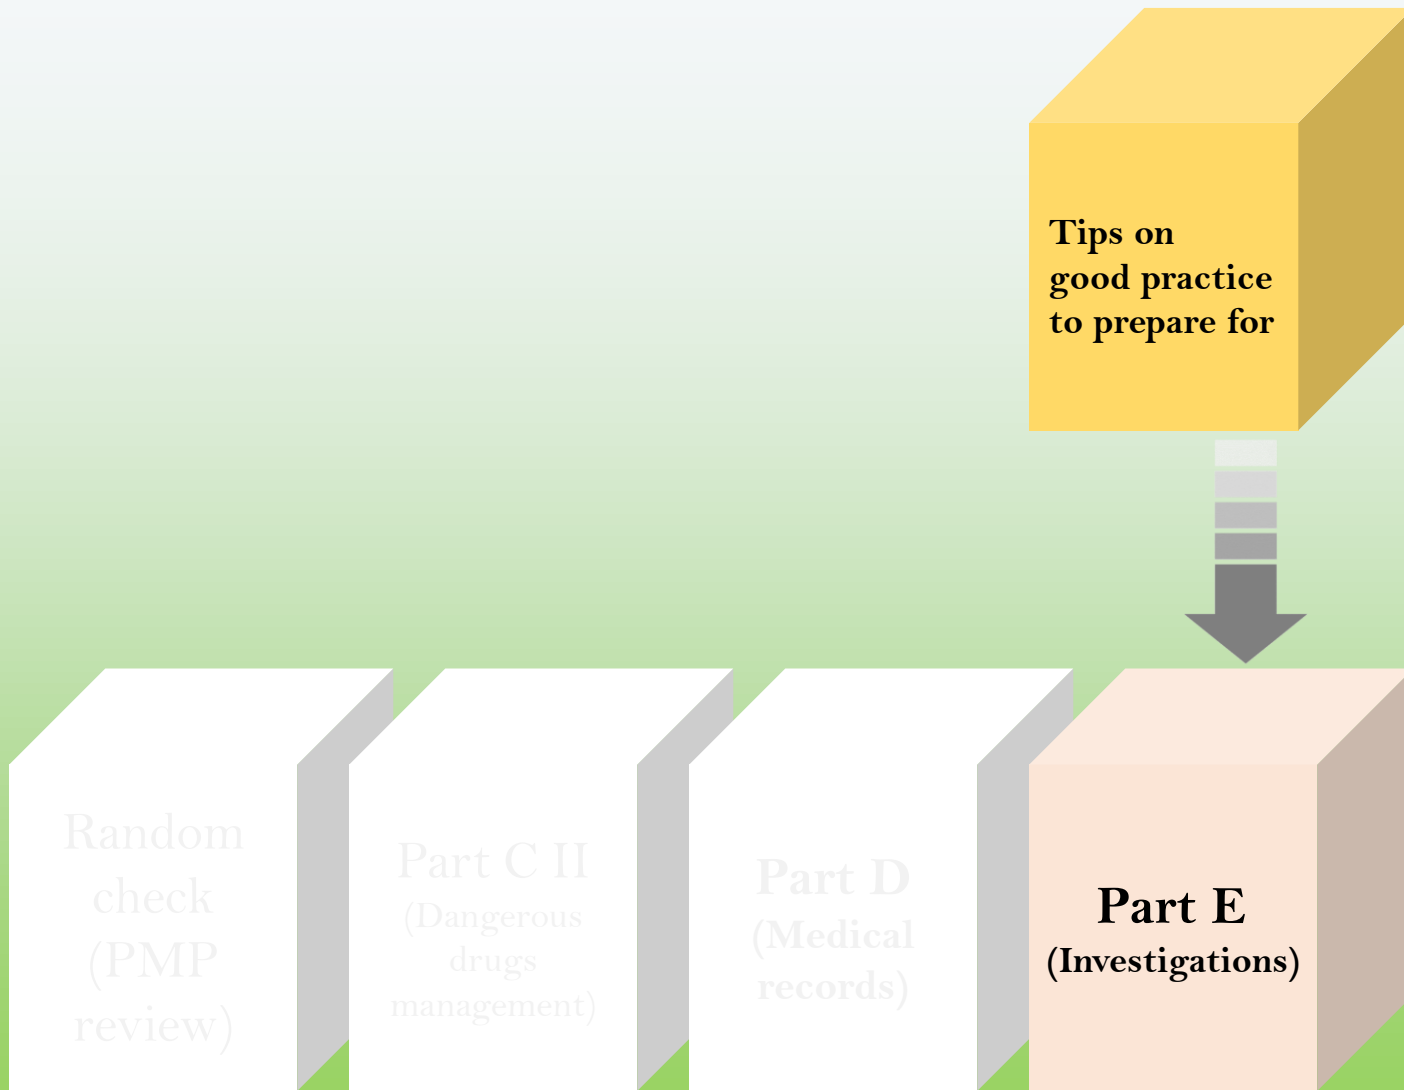 Tips on
good practice
to prepare for
Random
check
(PMP
review)
Part C II
(Dangerous
drugs
management)
Part D
(Medical
records)
Part E
(Investigations)